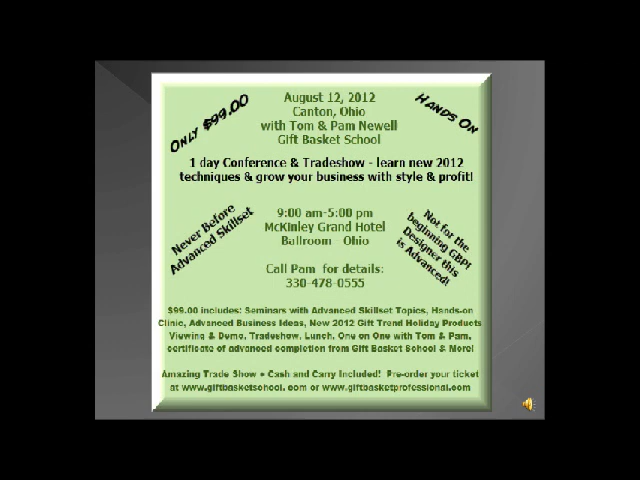 Only $99.00
August 12, 2012
Canton, Ohio
with Tom & Pam Newell
Gift Basket School
Hands On
1 day Conference & Tradeshow - learn new 2012
techniques & grow your business with style & profit!
Never Before
Advanced Skillset
9:00 am-5:00 pm
McKinley Grand Hotel
Ballroom - Ohio
Not for the
beginning GBP!
Designer this
is Advanced!
Call Pam for details:
330-478-0555
$99.00 includes: Seminars with Advanced Skillset Topics, Hands-on
Clinic, Advanced Business Ideas, New 2012 Gift Trend Holiday Products
Viewing & Demo, Tradeshow, Lunch, One on One with Tom & Pam,
certificate of advanced completion from Gift Basket School & More!
Amazing Trade Show • Cash and Carry Included! Pre-order your ticket
at www.giftbasketschool. com or www.giftbasketprofessional.com